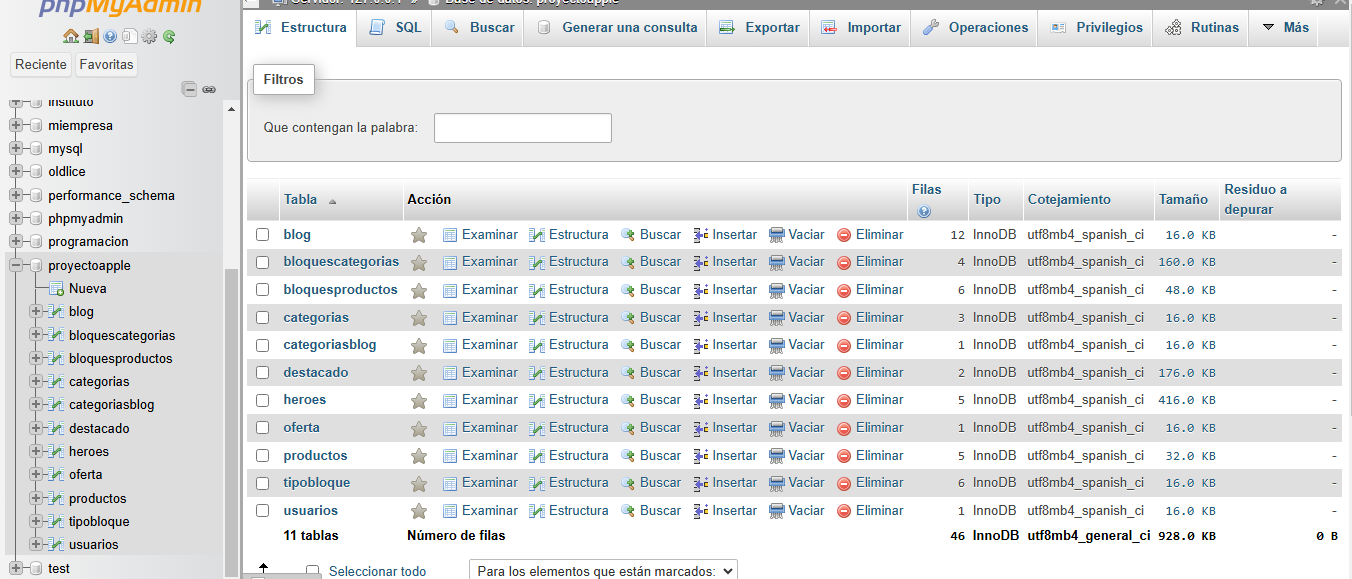 phpMyAdmin
Reciente Favoritas
instituto
miempresa
mysql
oldlice
performance_schema
phpmyadmin
programacion
proyectoapple
Nueva
blog
bloquescategorias
bloquesproductos
categorias
categoriasblog
destacado
heroes
oferta
productos
tipobloque
usuarios
test
Servidor: 127.0.0.1 » Base de datos: proyectoapple
Estructura SQL Buscar Generar una consulta Exportar Importar Operaciones Privilegios Rutinas Más
Filtros
Que contengan la palabra:
Tabla Acción Filas Tipo Cotejamiento Tamaño Residuo a depurar
blog Examinar Estructura Buscar Insertar Vaciar Eliminar 12 InnoDB utf8mb4_spanish_ci 16.0 KB -
bloquescategorias Examinar Estructura Buscar Insertar Vaciar Eliminar 4 InnoDB utf8mb4_spanish_ci 160.0 KB -
bloquesproductos Examinar Estructura Buscar Insertar Vaciar Eliminar 6 InnoDB utf8mb4_spanish_ci 48.0 KB -
categorias Examinar Estructura Buscar Insertar Vaciar Eliminar 3 InnoDB utf8mb4_spanish_ci 16.0 KB -
categoriasblog Examinar Estructura Buscar Insertar Vaciar Eliminar 1 InnoDB utf8mb4_spanish_ci 16.0 KB -
destacado Examinar Estructura Buscar Insertar Vaciar Eliminar 2 InnoDB utf8mb4_spanish_ci 176.0 KB -
heroes Examinar Estructura Buscar Insertar Vaciar Eliminar 5 InnoDB utf8mb4_spanish_ci 416.0 KB -
oferta Examinar Estructura Buscar Insertar Vaciar Eliminar 1 InnoDB utf8mb4_spanish_ci 16.0 KB -
productos Examinar Estructura Buscar Insertar Vaciar Eliminar 5 InnoDB utf8mb4_spanish_ci 32.0 KB -
tipobloque Examinar Estructura Buscar Insertar Vaciar Eliminar 6 InnoDB utf8mb4_spanish_ci 16.0 KB -
usuarios Examinar Estructura Buscar Insertar Vaciar Eliminar 1 InnoDB utf8mb4_spanish_ci 16.0 KB -
11 tablas Número de filas 46 InnoDB utf8mb4_general_ci 928.0 KB 0 B
Seleccionar todo Para los elementos que están marcados: